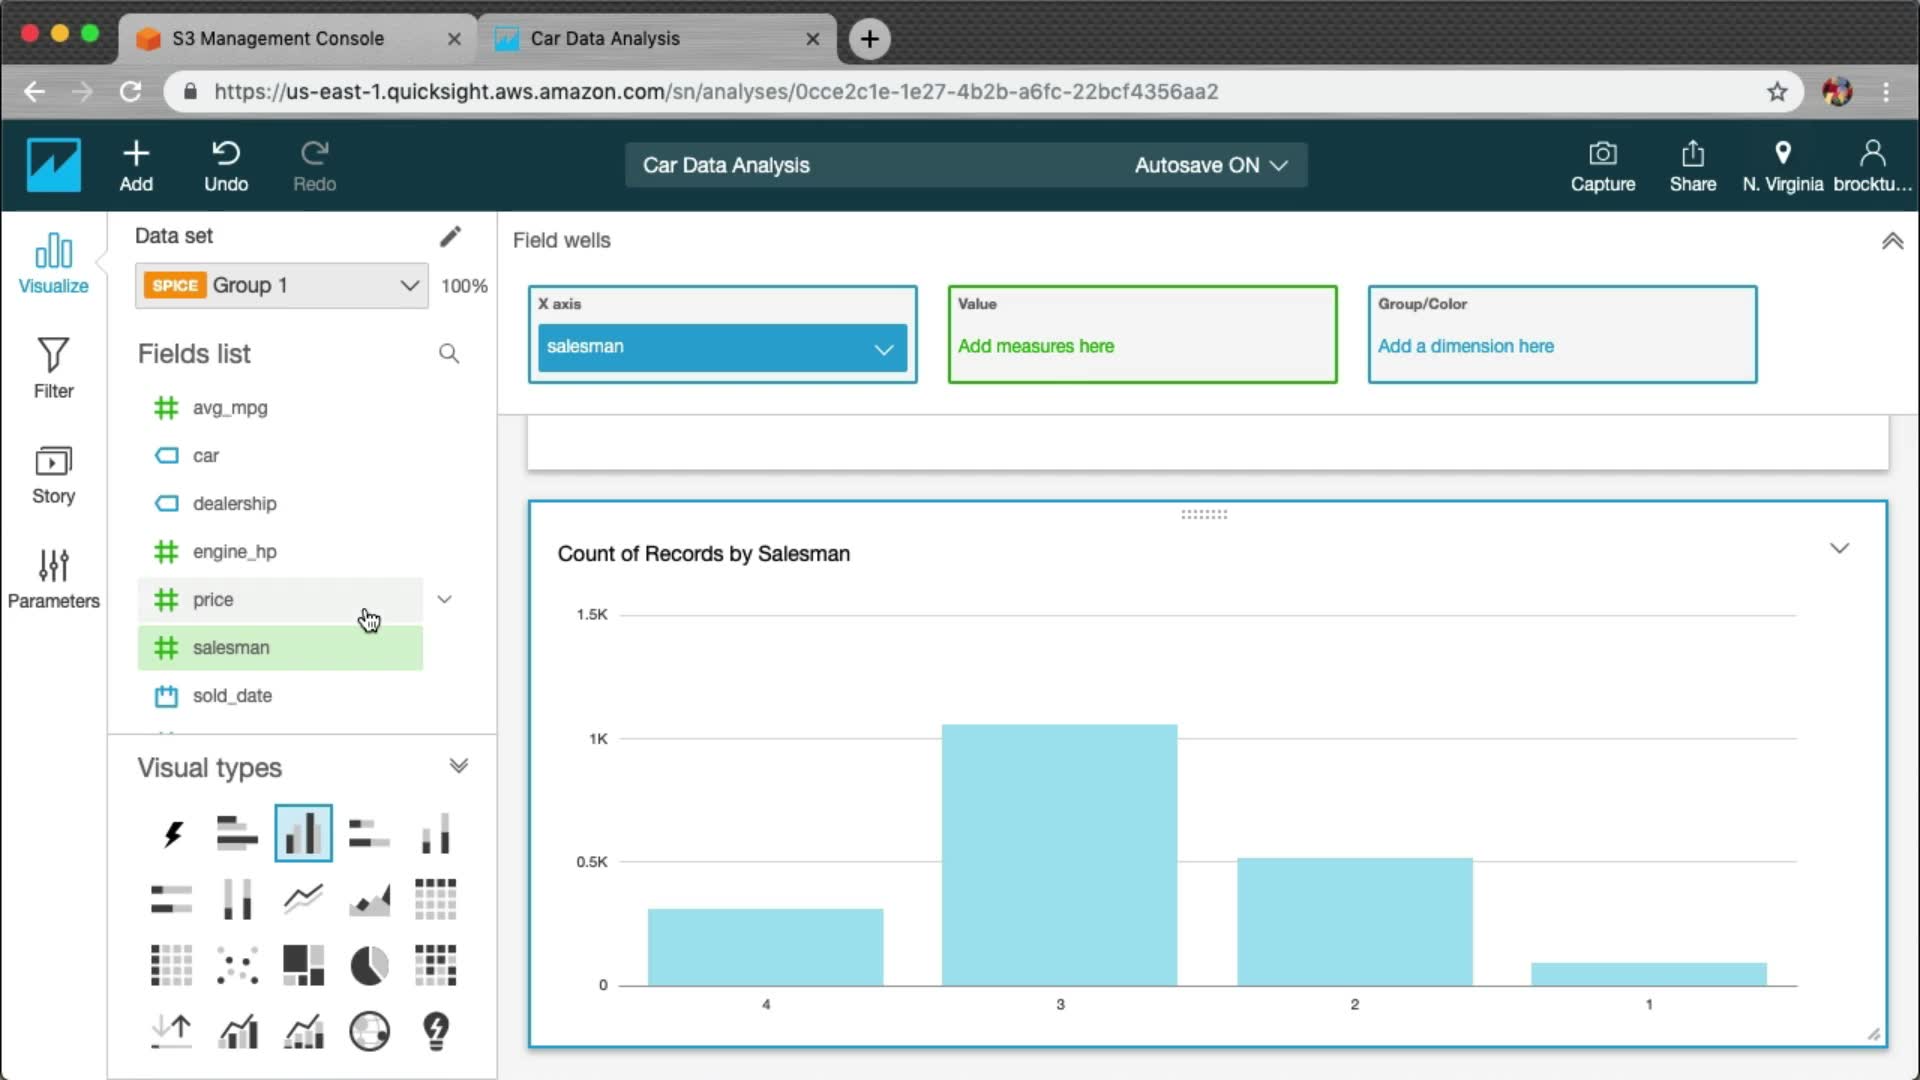 S3 Management Console
Car Data Analysis
https://us-east-1.quicksight.aws.amazon.com/sn/analyses/0cce2c1e-1e27-4b2b-a6fc-22bcf4356aa2
Add
Undo
Redo
Car Data Analysis
Autosave ON
Capture
Share
N. Virginia
brocktu...
Visualize
Filter
Story
Parameters
Data set
SPICE Group 1
100%
Fields list
avg_mpg
car
dealership
engine_hp
price
salesman
sold_date
Visual types
Field wells
X axis
salesman
Value
Add measures here
Group/Color
Add a dimension here
Count of Records by Salesman
1.5K
1K
0.5K
0
4
3
2
1